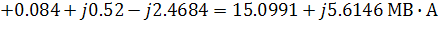 +0.084 + j0.52 − j2.4684 = 15.0991 + j5.6146 MB · A